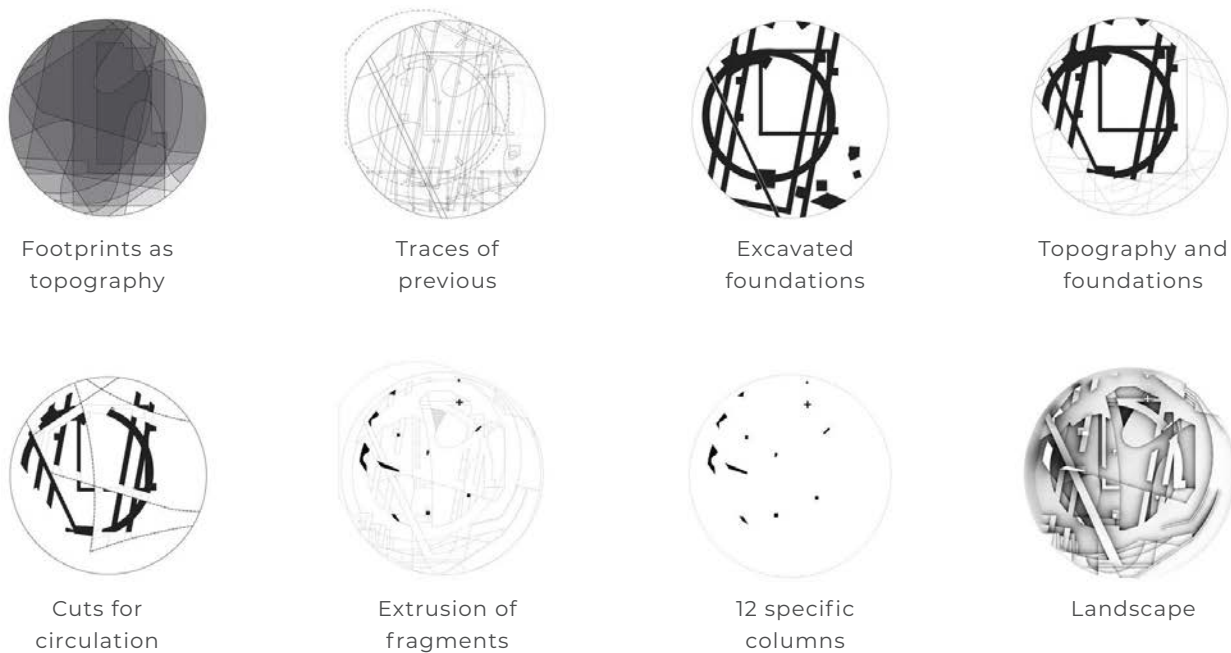 Footprints as
topography
Traces of
previous
Excavated
foundations
Topography and
foundations
Cuts for
circulation
Extrusion of
fragments
12 specific
columns
Landscape